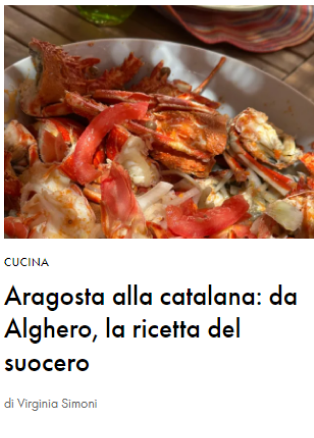 CUCINA
Aragosta alla catalana: da
Alghero, la ricetta del
suocero
di Virginia Simoni